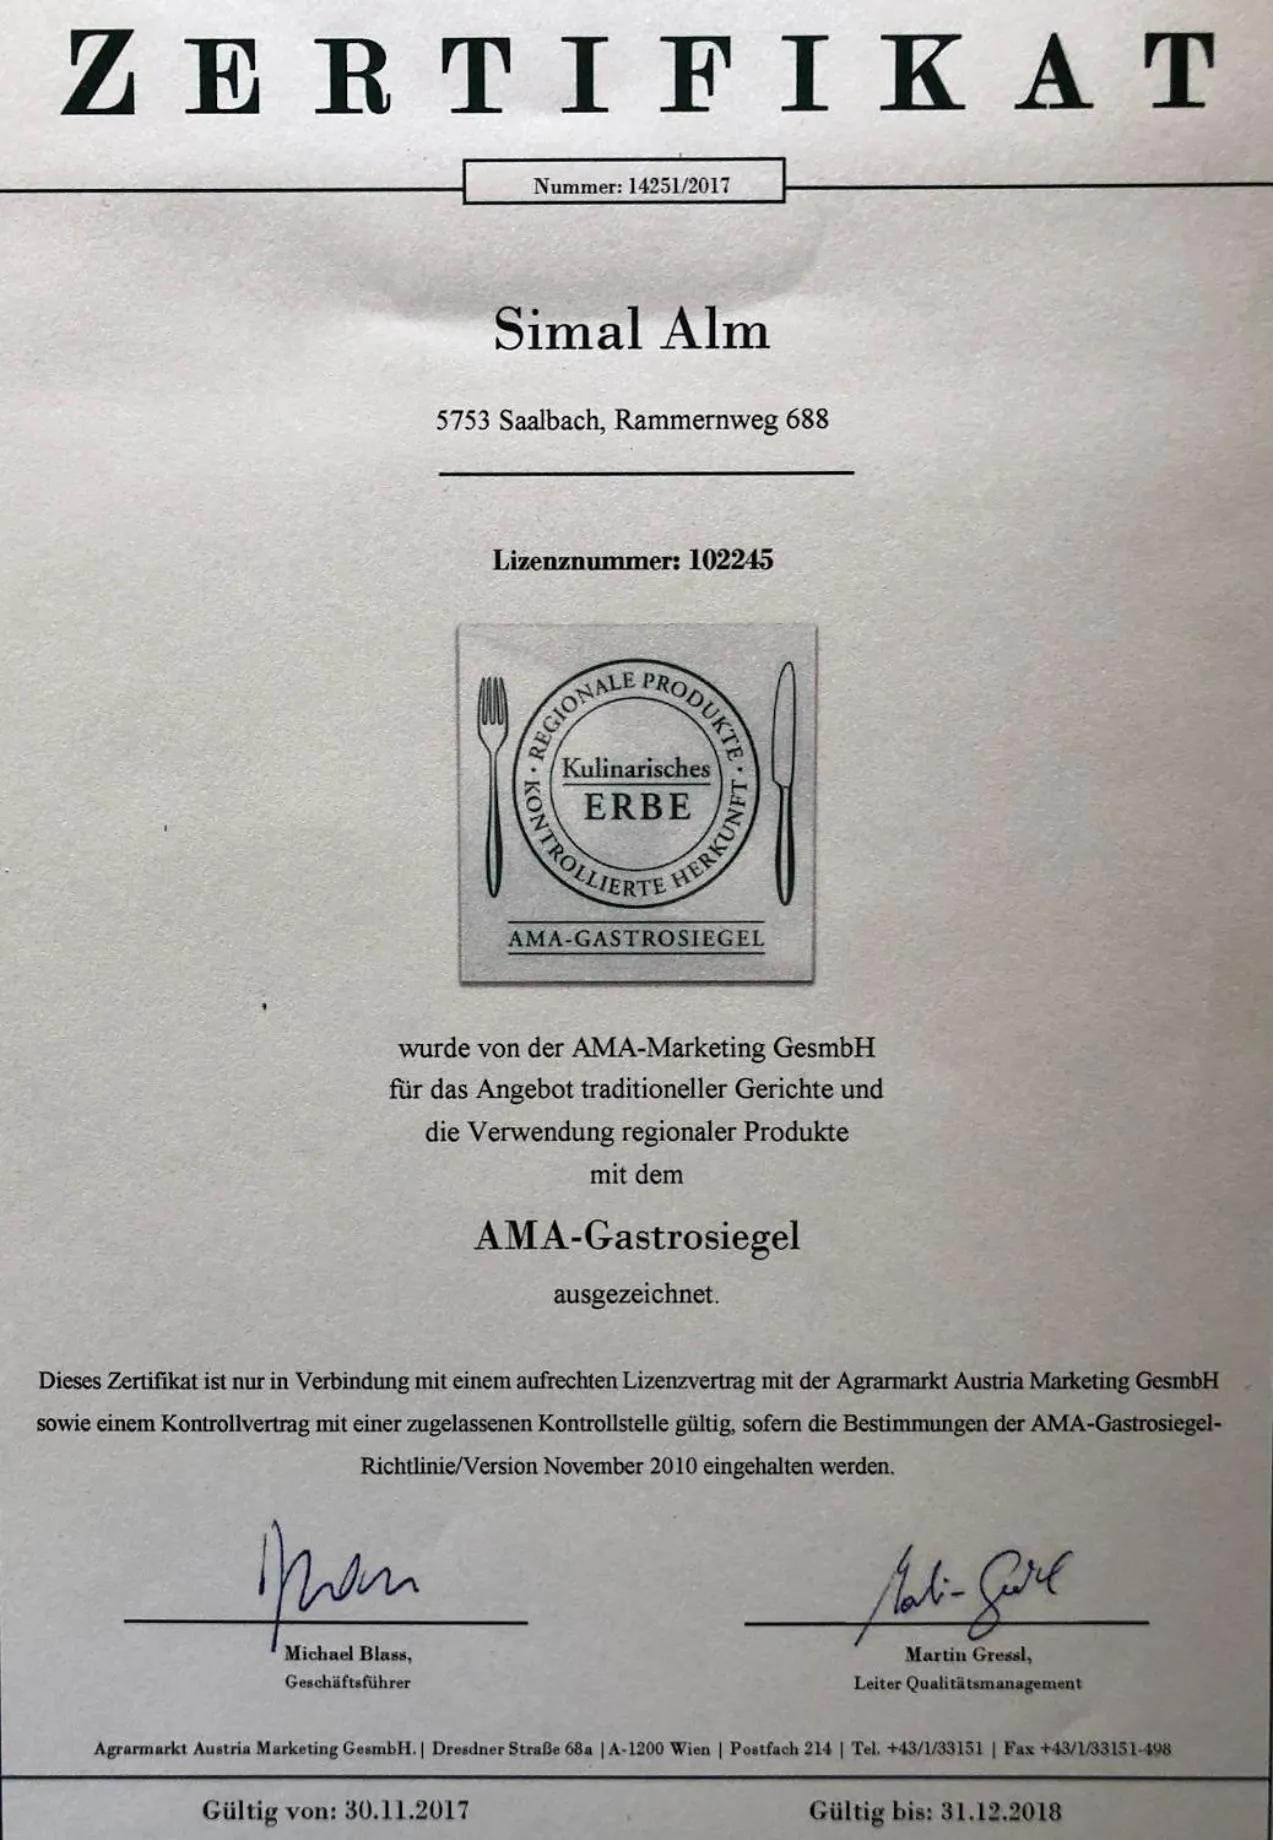 ZERTIFIKAT
Nummer: 14251/2017
Simal Alm
5753 Saalbach, Rammernweg 688
Lizenznummer: 102245
· REGIONALE PRODUKTE ·
Kulinarisches
ERBE
KONTROLLIERTE HERKUNFT
AMA-GASTROSIEGEL
wurde von der AMA-Marketing GesmbH
für das Angebot traditioneller Gerichte und
die Verwendung regionaler Produkte
mit dem
AMA-Gastrosiegel
ausgezeichnet.
Dieses Zertifikat ist nur in Verbindung mit einem aufrechten Lizenzvertrag mit der Agrarmarkt Austria Marketing GesmbH
sowie einem Kontrollvertrag mit einer zugelassenen Kontrollstelle gültig, sofern die Bestimmungen der AMA-Gastrosiegel-
Richtlinie/Version November 2010 eingehalten werden.
Michael Blass,
Geschäftsführer
Martin Gressl,
Leiter Qualitätsmanagement
Agrarmarkt Austria Marketing GesmbH. | Dresdner Straße 68a | A-1200 Wien | Postfach 214 | Tel. +43/1/33151 | Fax +43/1/33151-498
Gültig von: 30.11.2017
Gültig bis: 31.12.2018